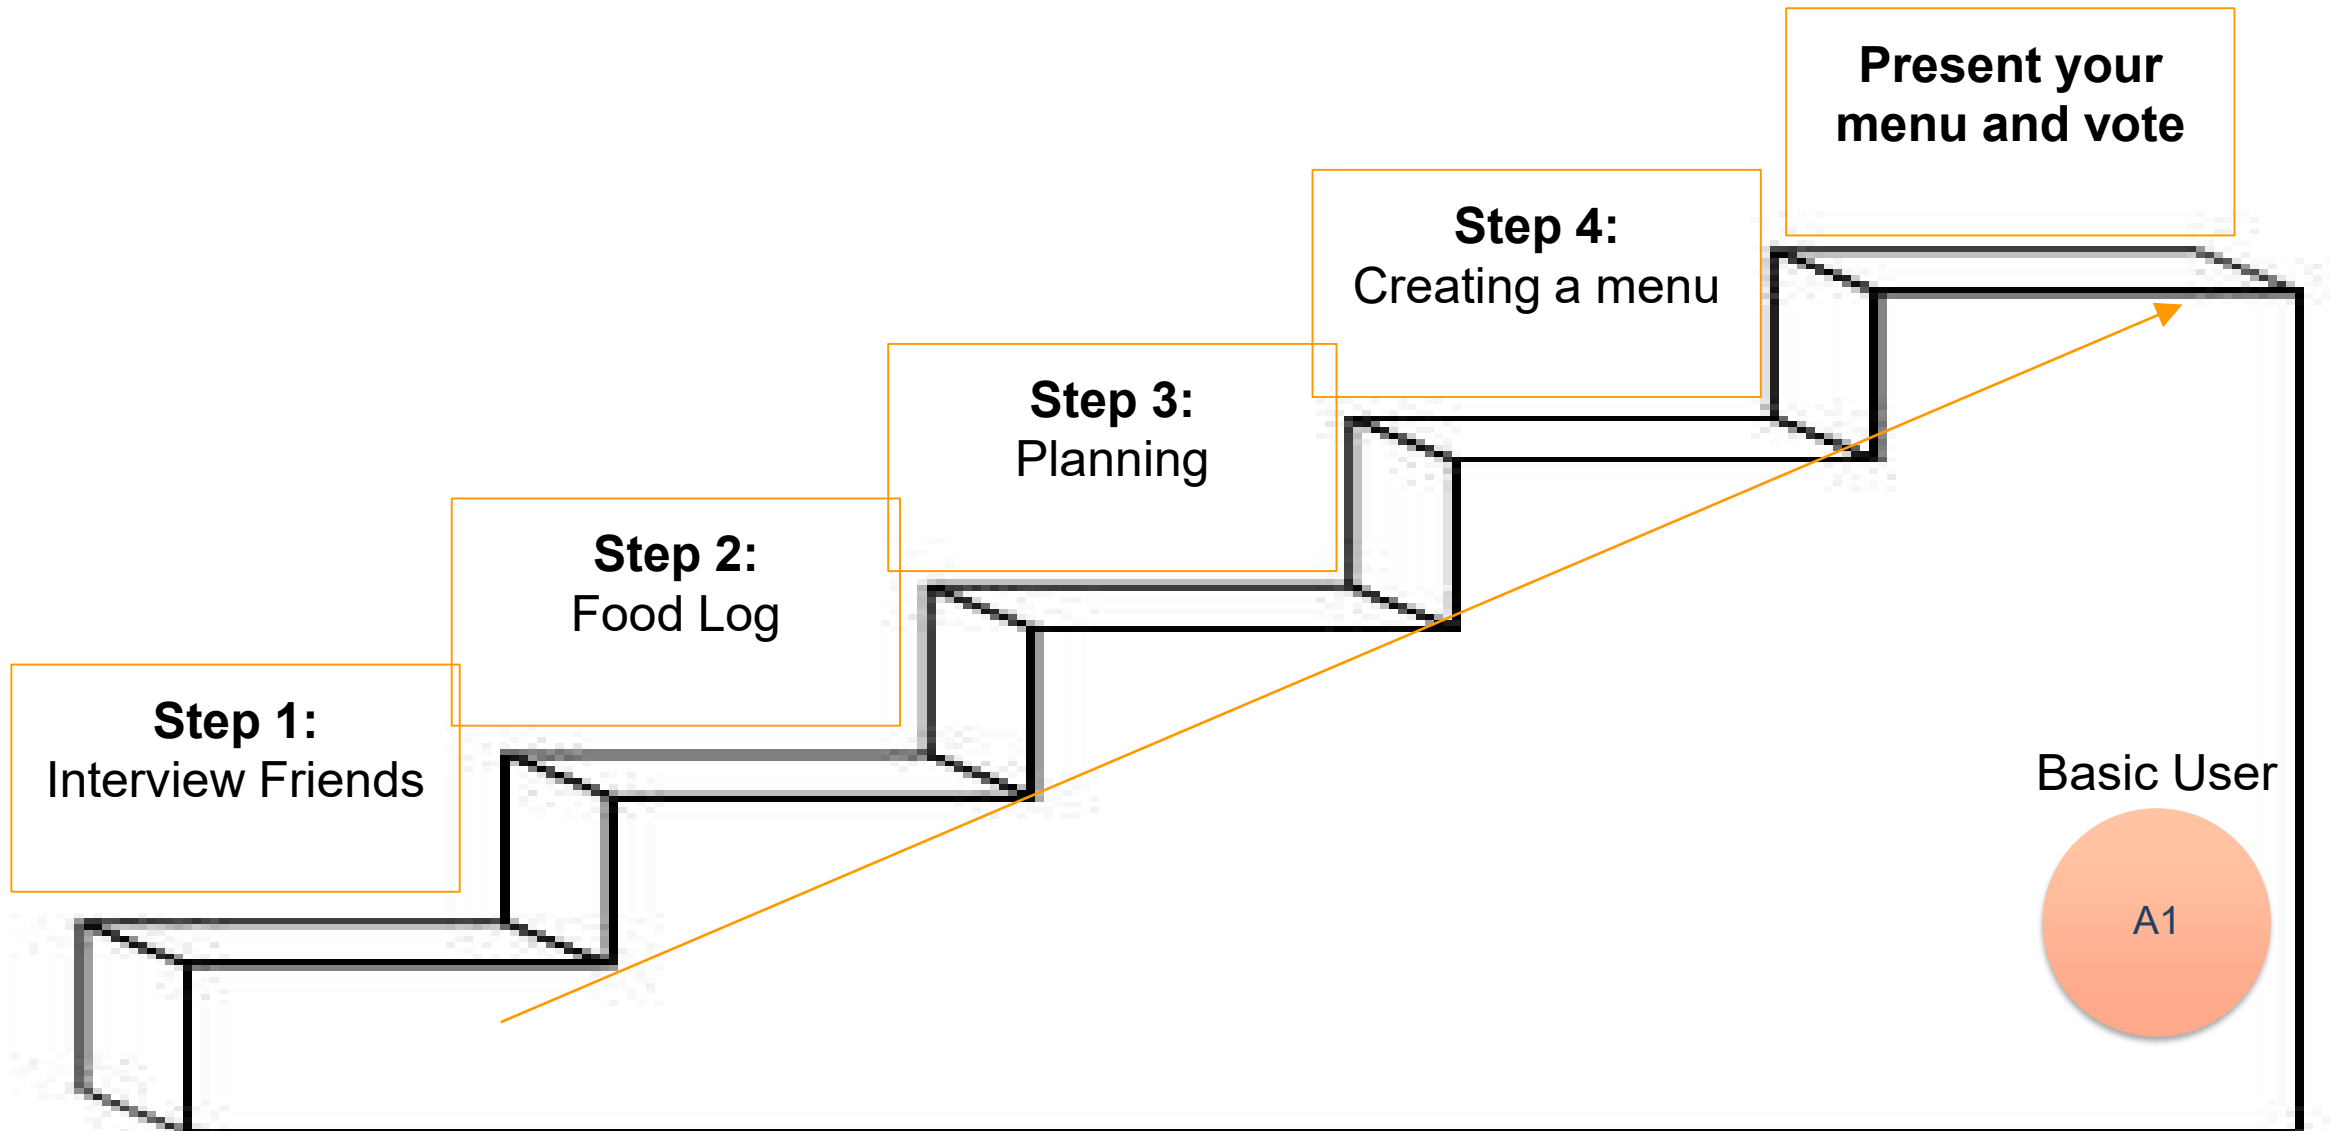 Present your
menu and vote
Step 4:
Creating a menu
Step 3:
Planning
Step 2:
Food Log
Step 1:
Interview Friends
Basic User
A1